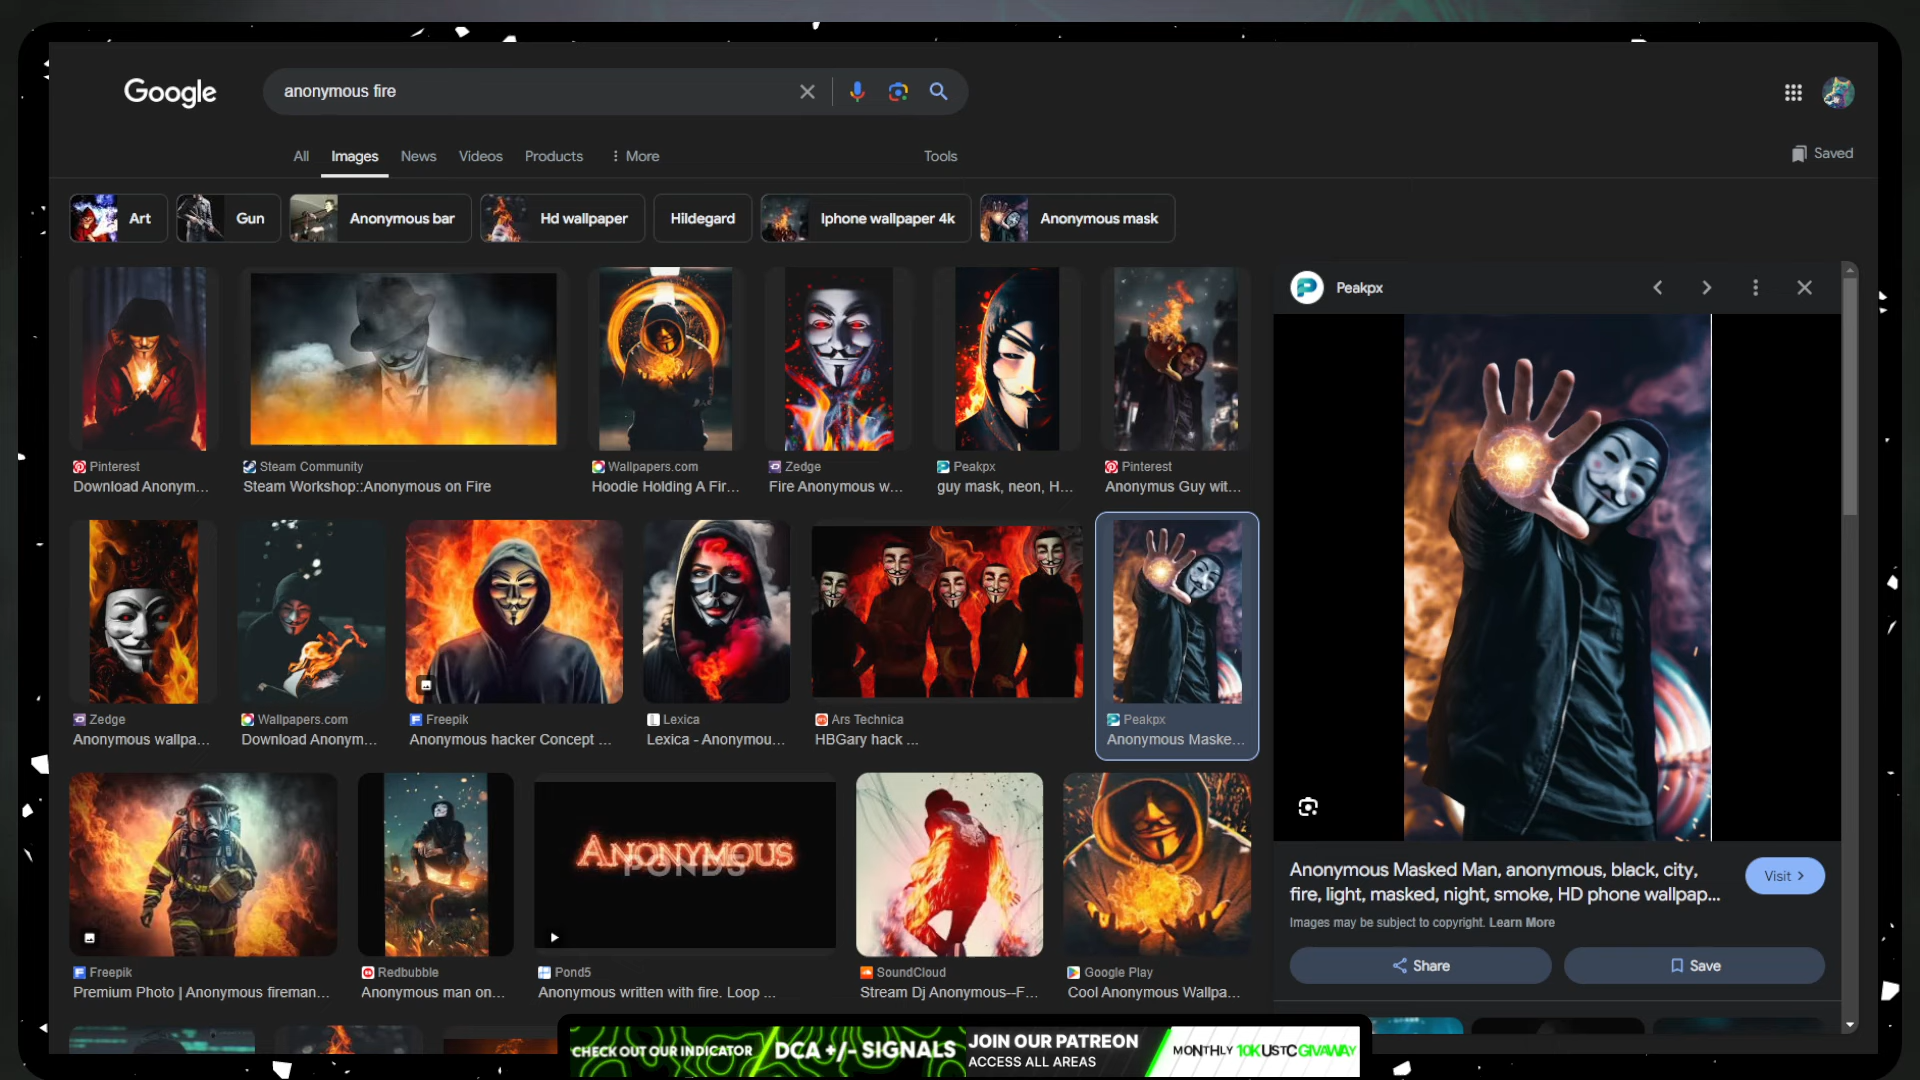 Google
anonymous fire
All
Images
News
Videos
Products
More
Tools
Saved
Art
Gun
Anonymous bar
Hd wallpaper
Hildegard
Iphone wallpaper 4k
Anonymous mask
Peakpx
Pinterest
Download Anonym...
Steam Community
Steam Workshop::Anonymous on Fire
Wallpapers.com
Hoodie Holding A Fir...
Zedge
Fire Anonymous w...
Peakpx
guy mask, neon, H...
Pinterest
Anonymus Guy wit...
Zedge
Anonymous wallpa...
Wallpapers.com
Download Anonym...
Freepik
Anonymous hacker Concept ...
Lexica
Lexica - Anonymou...
Ars Technica
HBGary hack ...
Peakpx
Anonymous Maske...
ANONYMOUS
POND5
Freepik
Premium Photo | Anonymous fireman...
Redbubble
Anonymous man on...
Pond5
Anonymous written with fire. Loop ...
SoundCloud
Stream Dj Anonymous--F...
Google Play
Cool Anonymous Wallpa...
Anonymous Masked Man, anonymous, black, city,
fire, light, masked, night, smoke, HD phone wallpap...
Visit
Images may be subject to copyright. Learn More
Share
Save
CHECK OUT OUR INDICATOR
DCA +/- SIGNALS
JOIN OUR PATREON
ACCESS ALL AREAS
MONTHLY 10K USTC GIVAWAY